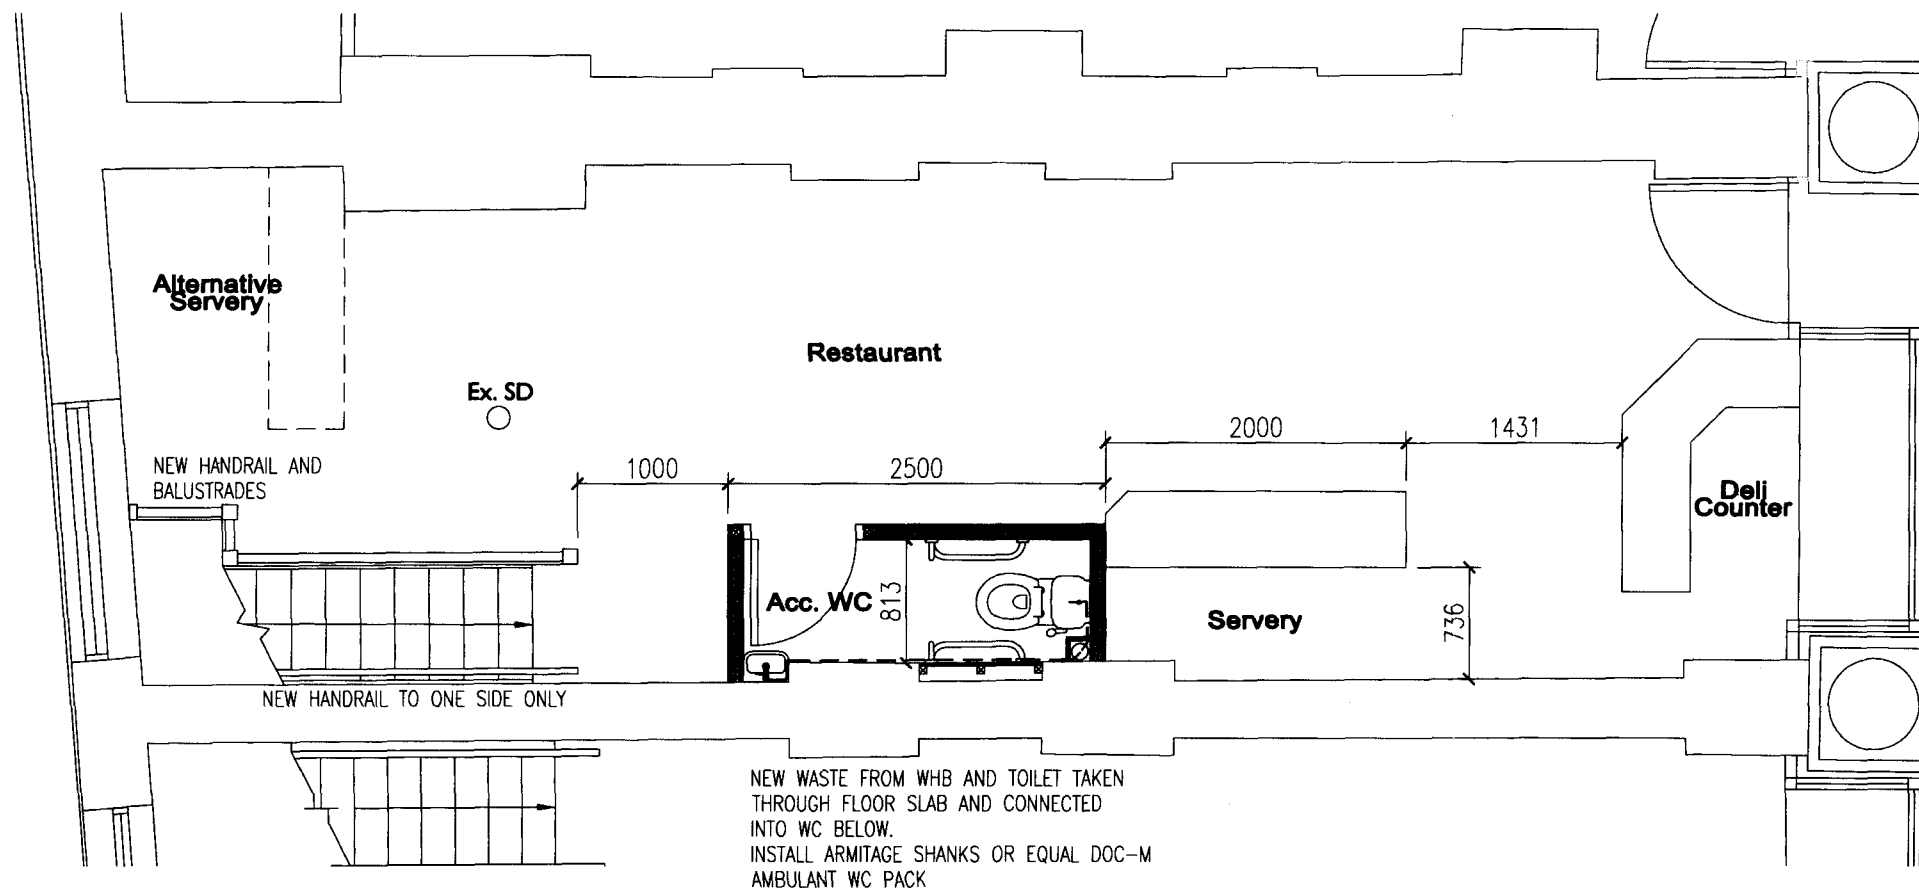 Alternative
Servery
Restaurant
Ex. SD
NEW HANDRAIL AND
BALUSTRADES
1000
2500
2000
1431
Deli
Counter
Acc. WC
813
Servery
736
NEW HANDRAIL TO ONE SIDE ONLY
NEW WASTE FROM WHB AND TOILET TAKEN
THROUGH FLOOR SLAB AND CONNECTED
INTO WC BELOW.
INSTALL ARMITAGE SHANKS OR EQUAL DOC-M
AMBULANT WC PACK